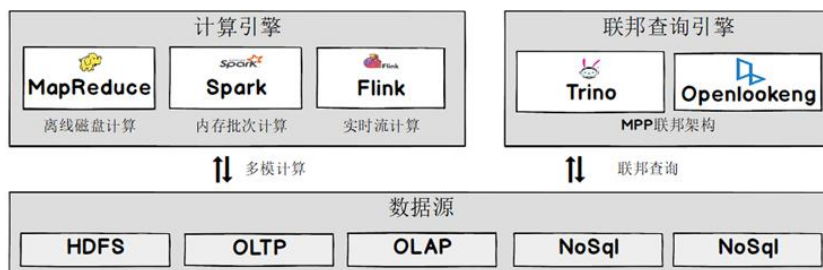 计算引擎
联邦查询引擎
Spark
Flink
MapReduce
Spark
Flink
Trino
Openlookeng
离线磁盘计算
内存批次计算
实时流计算
MPP联邦架构
多模计算
联邦查询
数据源
HDFS
OLTP
OLAP
NoSql
NoSql